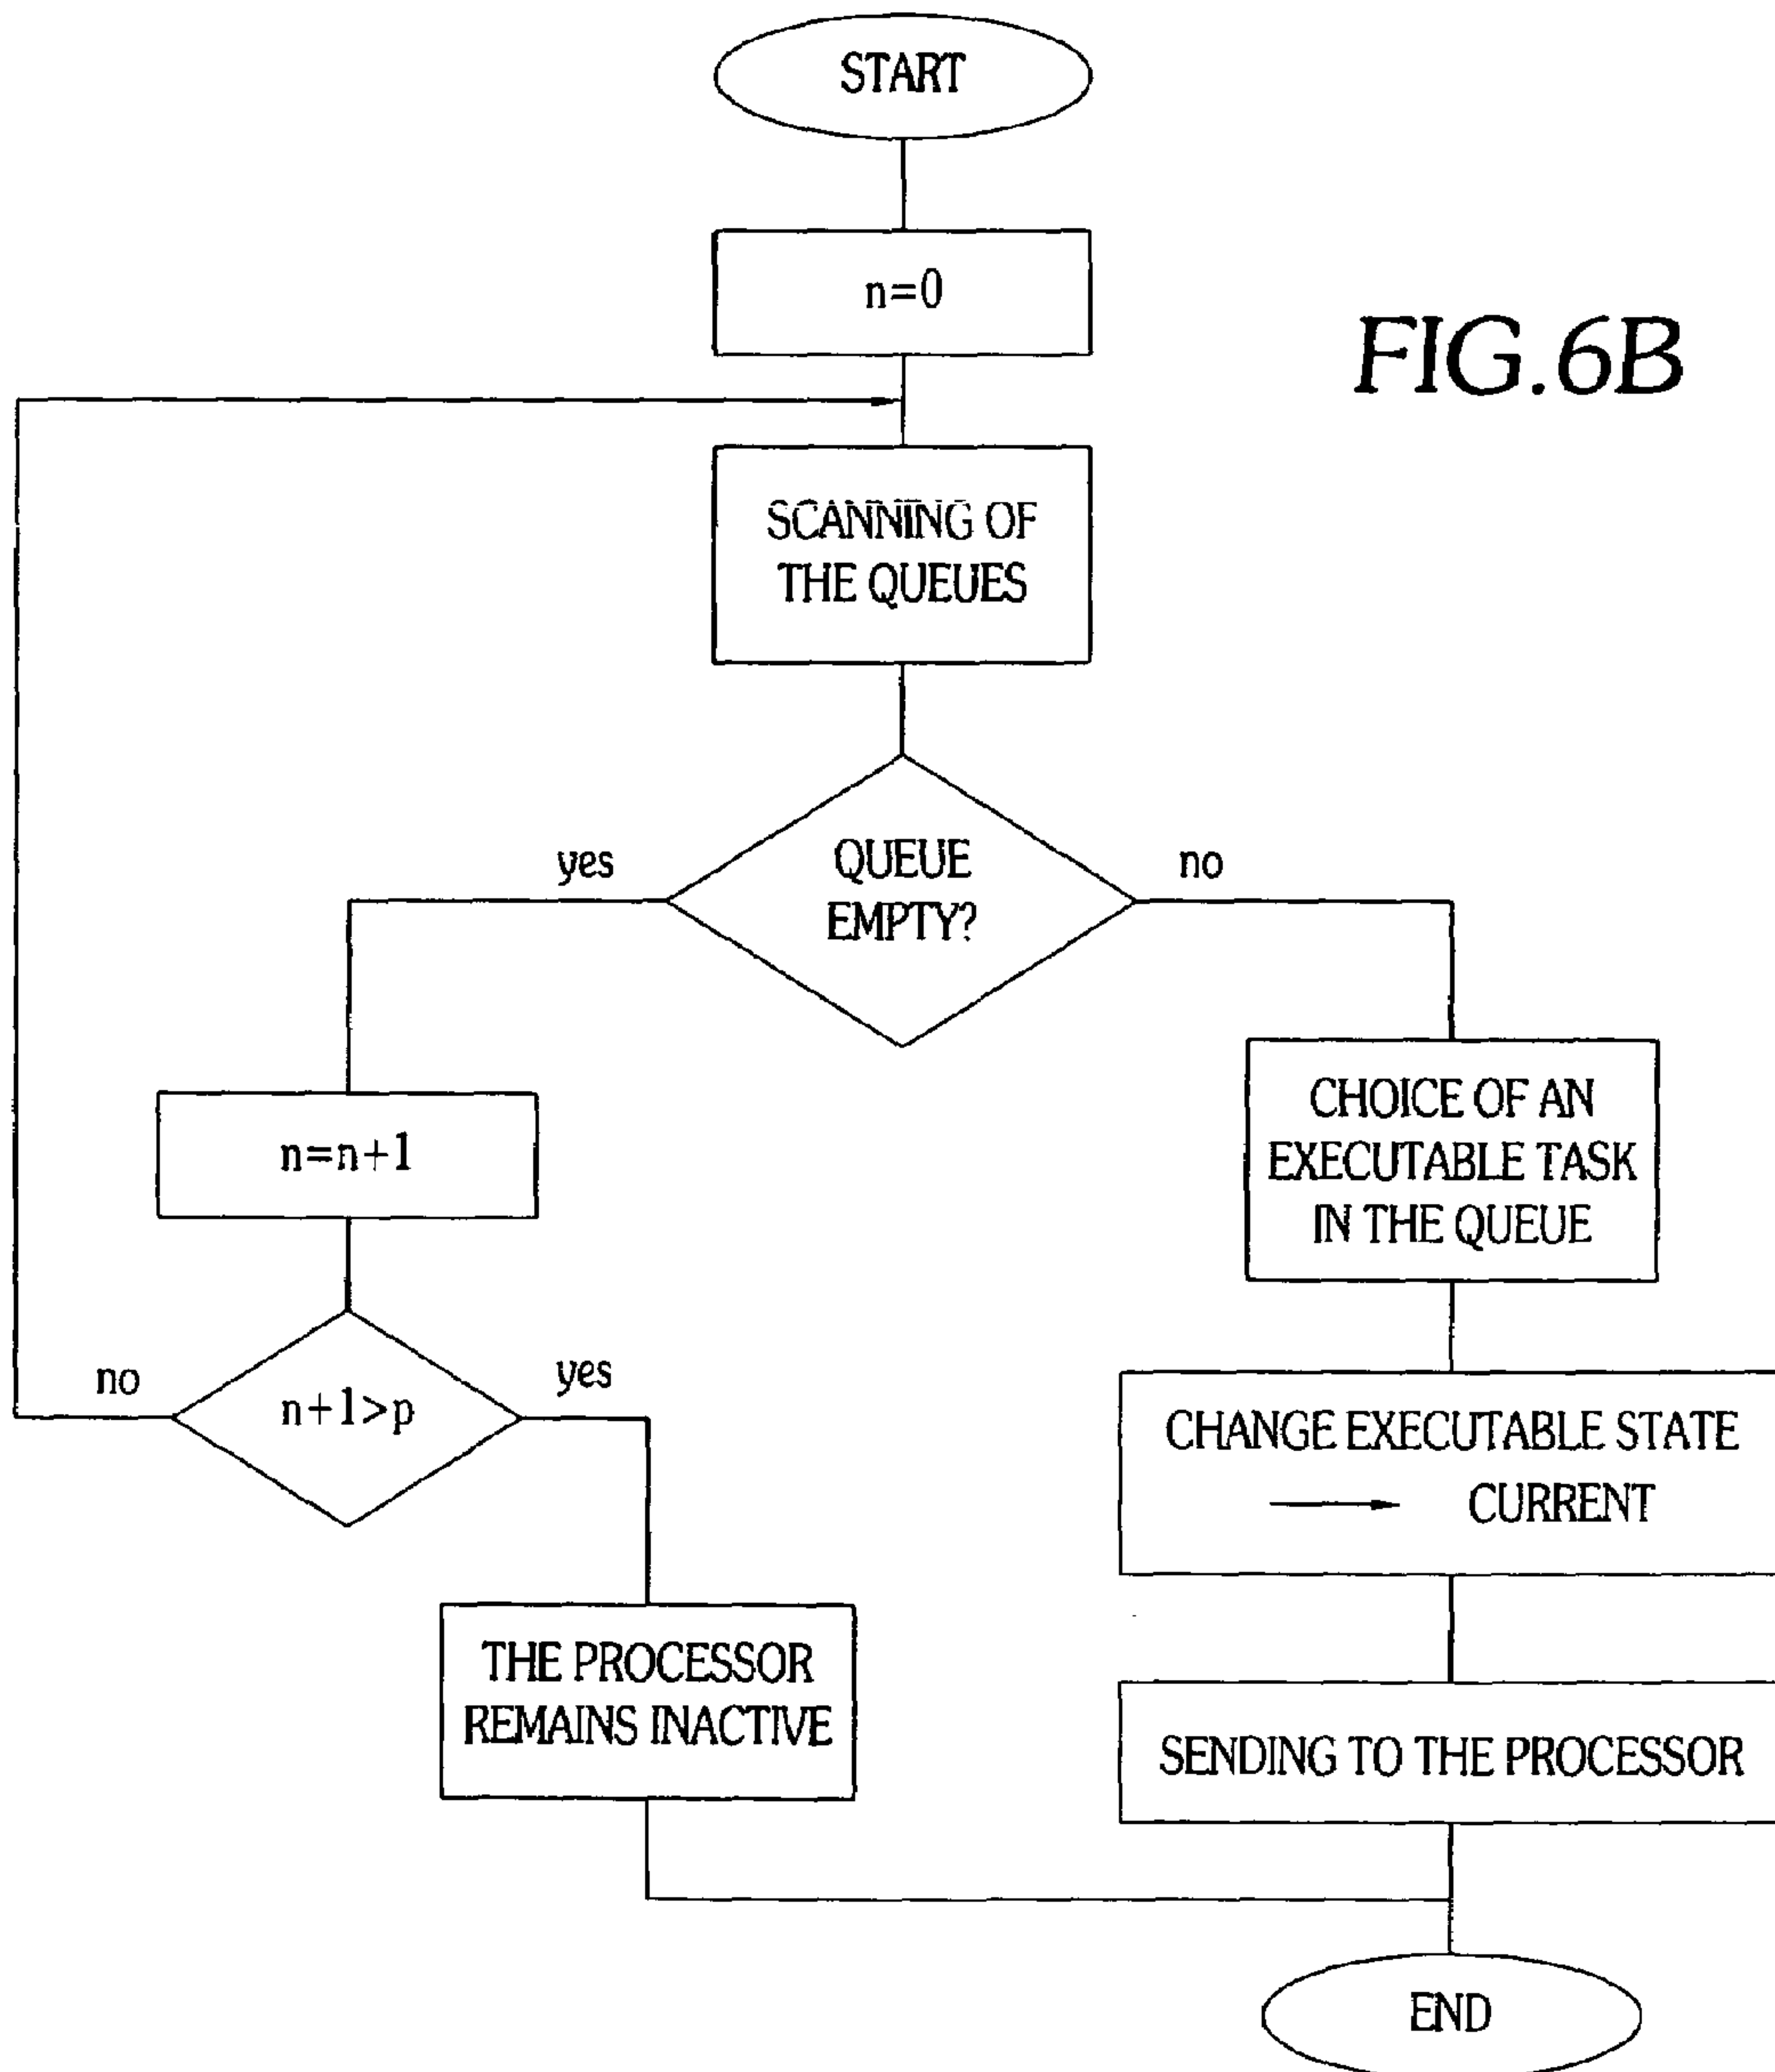 START
n=0
FIG.6B
SCANNING OF
THE QUEUES
QUEUE
EMPTY?
yes
no
n=n+1
CHOICE OF AN
EXECUTABLE TASK
IN THE QUEUE
no
n+1>p
yes
CHANGE EXECUTABLE STATE
→ CURRENT
THE PROCESSOR
REMAINS INACTIVE
SENDING TO THE PROCESSOR
END